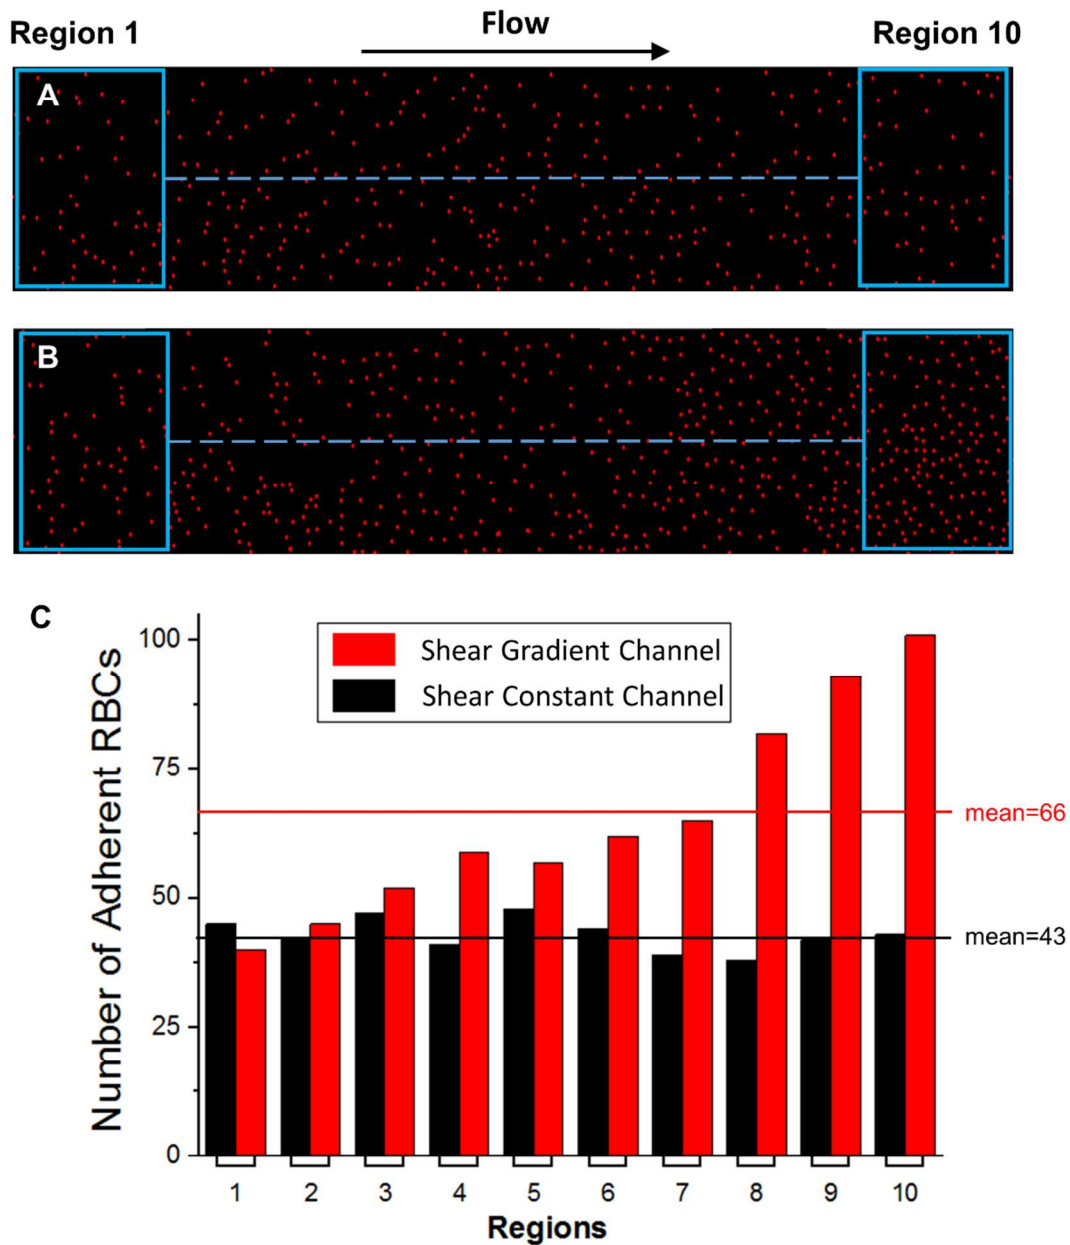 Region 1
Flow
Region 10
A
B
C
Number of Adherent RBCs
100
75
50
25
0
Shear Gradient Channel
Shear Constant Channel
mean=66
mean=43
1 2 3 4 5 6 7 8 9 10
Regions